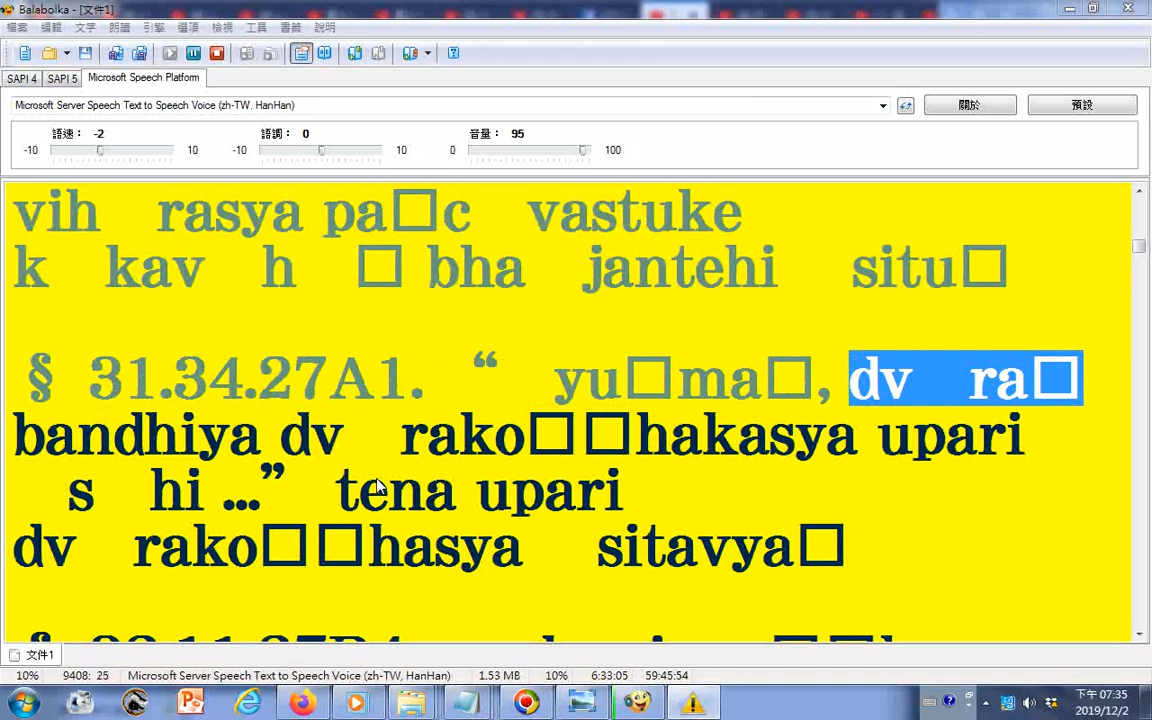 Balabolka - [文件1]
檔案 編輯 文字 朗讀 引擎 選項 檢視 工具 書籤 說明
SAPI 4 SAPI 5 Microsoft Speech Platform
Microsoft Server Speech Text to Speech Voice (zh-TW, HanHan) 關於 預設
語速： -2 語調： 0 音量： 95
-10 10 -10 10 0 100
vih rasya pa□c vastuke
k kav h □ bha jantehi situ□
§ 31.34.27A1. “ yu□ma□, dv ra□
bandhiya dv rako□□hakasya upari
s hi ...” tena upari
dv rako□□hasya sitavya□
文件1
10% 9408: 25 Microsoft Server Speech Text to Speech Voice (zh-TW, HanHan) 1.53 MB 10% 6:33:05 59:45:54
下午 07:35
2019/12/2